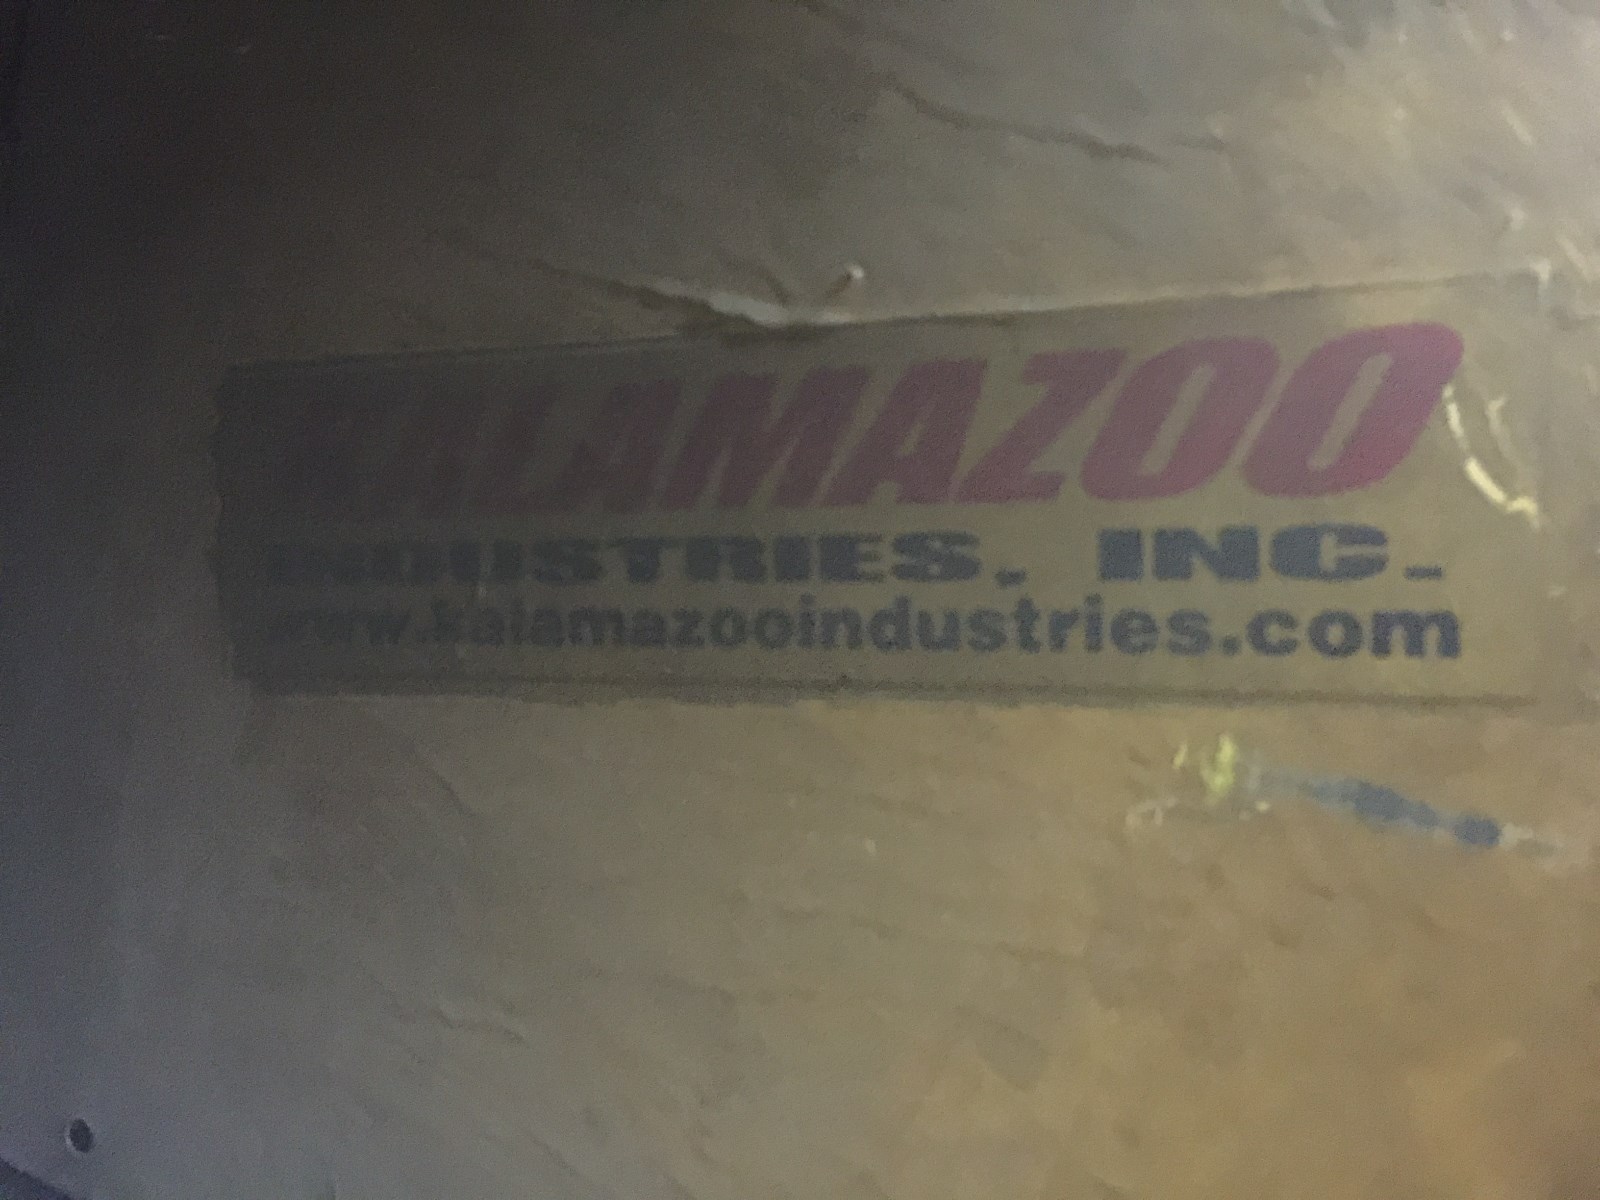 KALAMAZOO
INDUSTRIES, INC.
www.kalamazooindustries.com